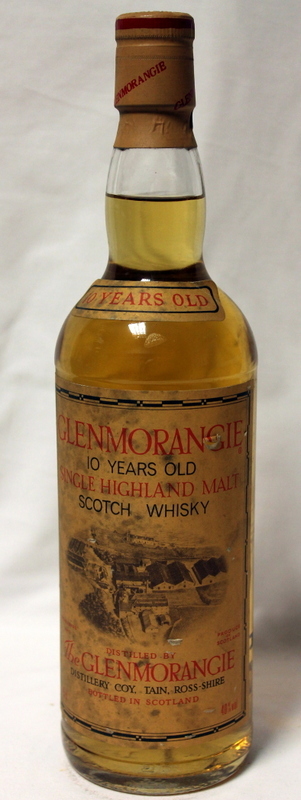 ENMORANGIE
10 YEARS OLD
GLENMORANGIE
10 YEARS OLD
SINGLE HIGHLAND MALT
SCOTCH WHISKY
DISTILLED BY
The GLENMORANGIE
DISTILLERY COY, TAIN, ROSS-SHIRE
BOTTLED IN SCOTLAND